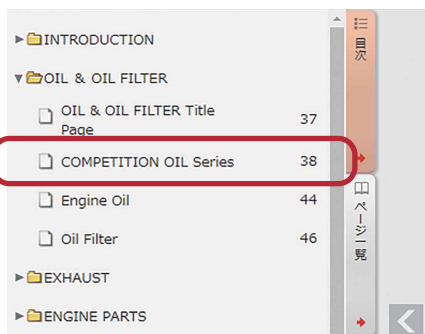 INTRODUCTION
OIL & OIL FILTER
OIL & OIL FILTER Title
Page
37
COMPETITION OIL Series 38
Engine Oil 44
Oil Filter 46
EXHAUST
ENGINE PARTS
目次
ページ一覧